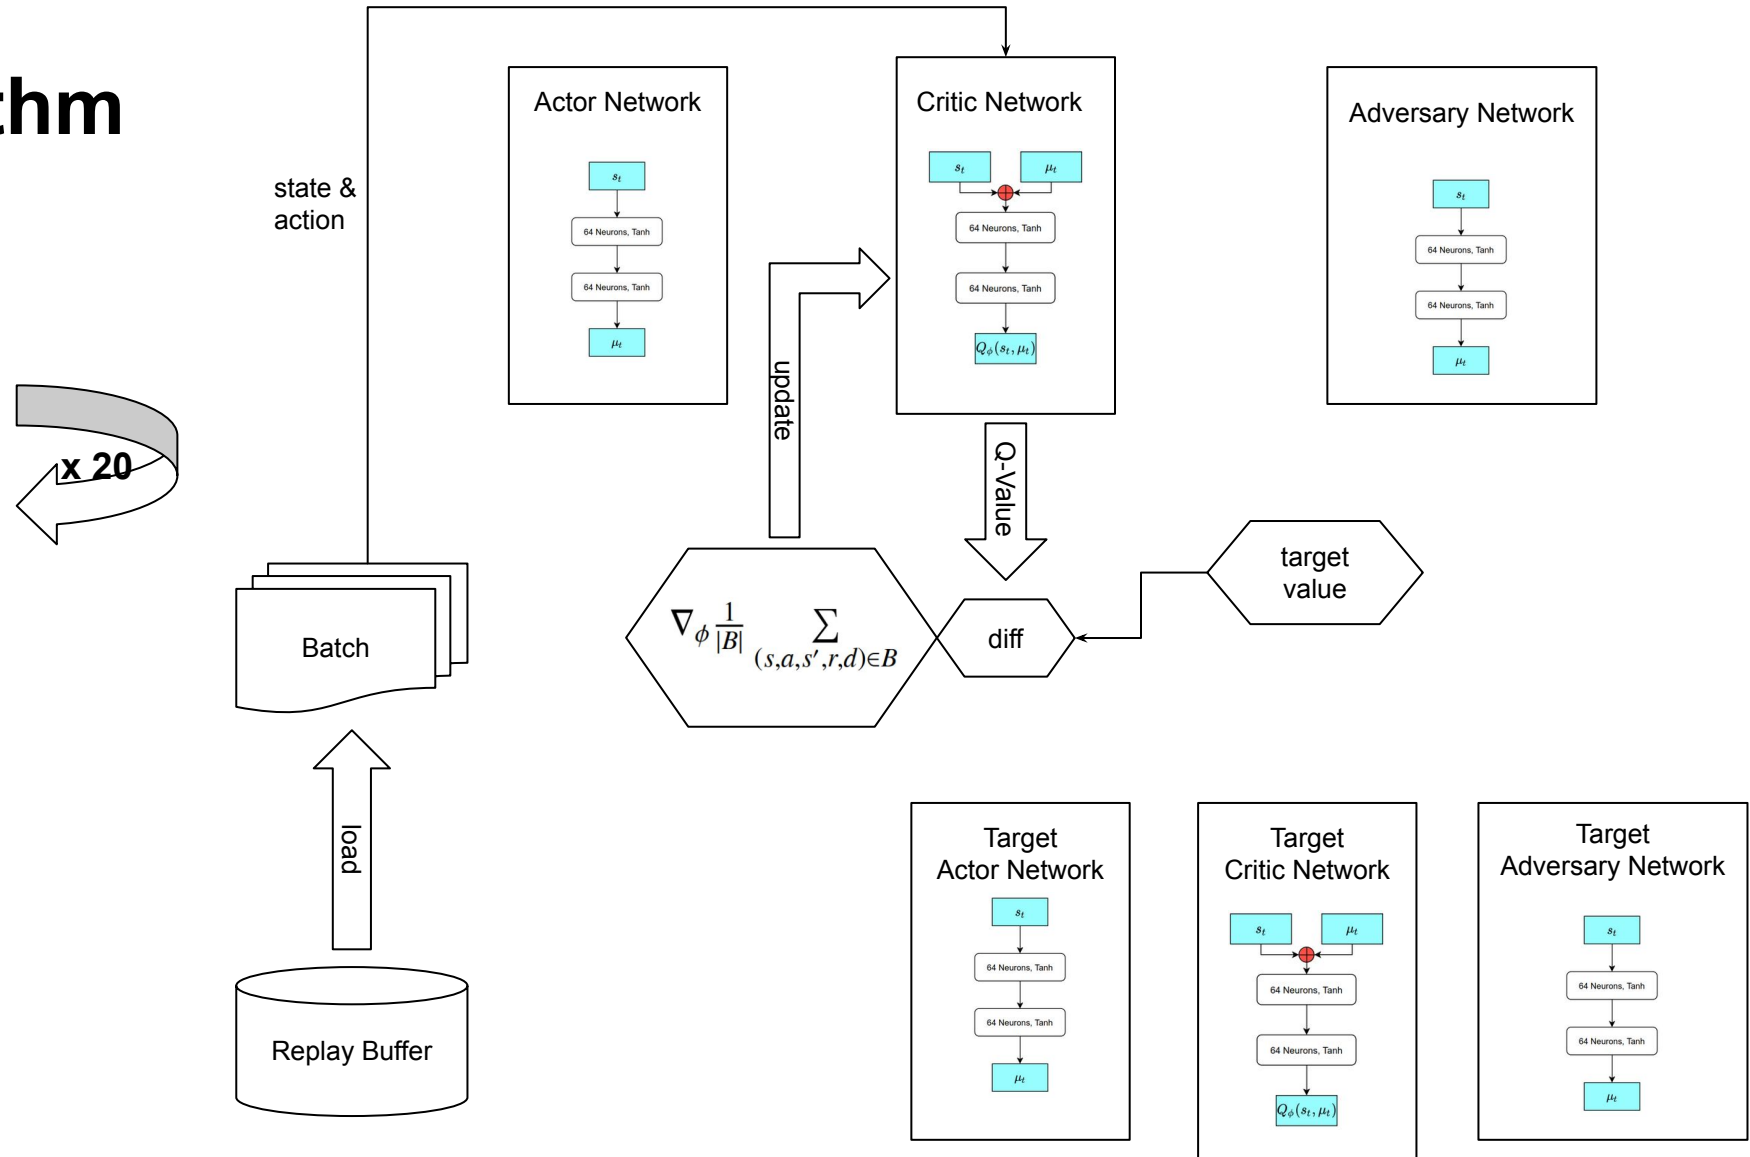 thm
state &
action
Actor Network
s_t
64 Neurons, Tanh
64 Neurons, Tanh
μ_t
Critic Network
s_t μ_t
64 Neurons, Tanh
64 Neurons, Tanh
Q_ϕ(s_t, μ_t)
Adversary Network
s_t
64 Neurons, Tanh
64 Neurons, Tanh
μ_t
x 20
update
Q-Value
target
value
Batch
∇_ϕ 1/|B| ∑_{(s,a,s′,r,d)∈B}
diff
load
Replay Buffer
Target
Actor Network
s_t
64 Neurons, Tanh
64 Neurons, Tanh
μ_t
Target
Critic Network
s_t μ_t
64 Neurons, Tanh
64 Neurons, Tanh
Q_ϕ(s_t, μ_t)
Target
Adversary Network
s_t
64 Neurons, Tanh
64 Neurons, Tanh
μ_t